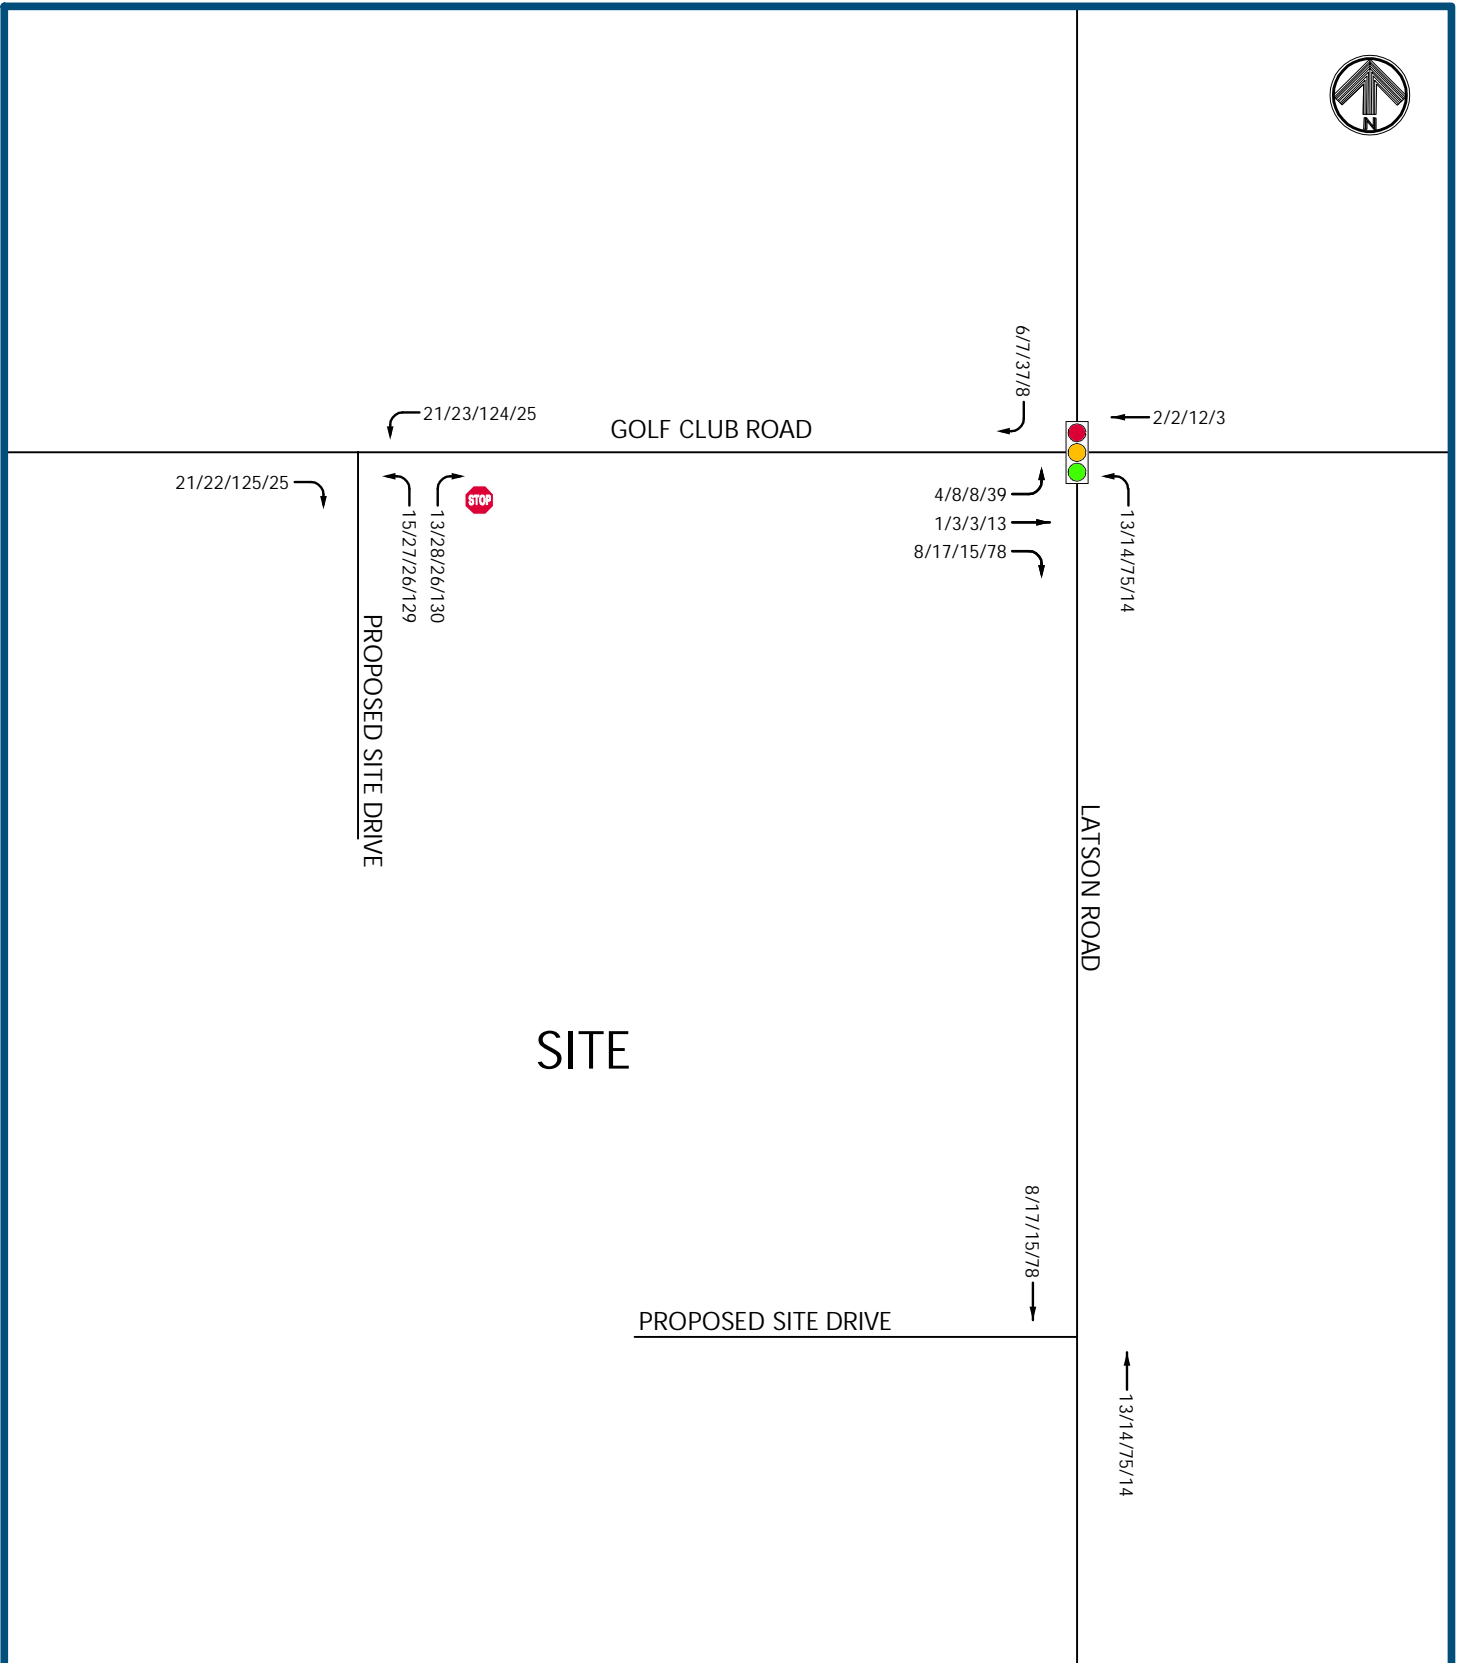 N
6/7/37/8
21/23/124/25
GOLF CLUB ROAD
2/2/12/3
21/22/125/25
15/27/26/129
13/28/26/130
STOP
4/8/8/39
1/3/3/13
8/17/15/78
13/14/75/14
PROPOSED SITE DRIVE
LATSON ROAD
SITE
8/17/15/78
PROPOSED SITE DRIVE
13/14/75/14